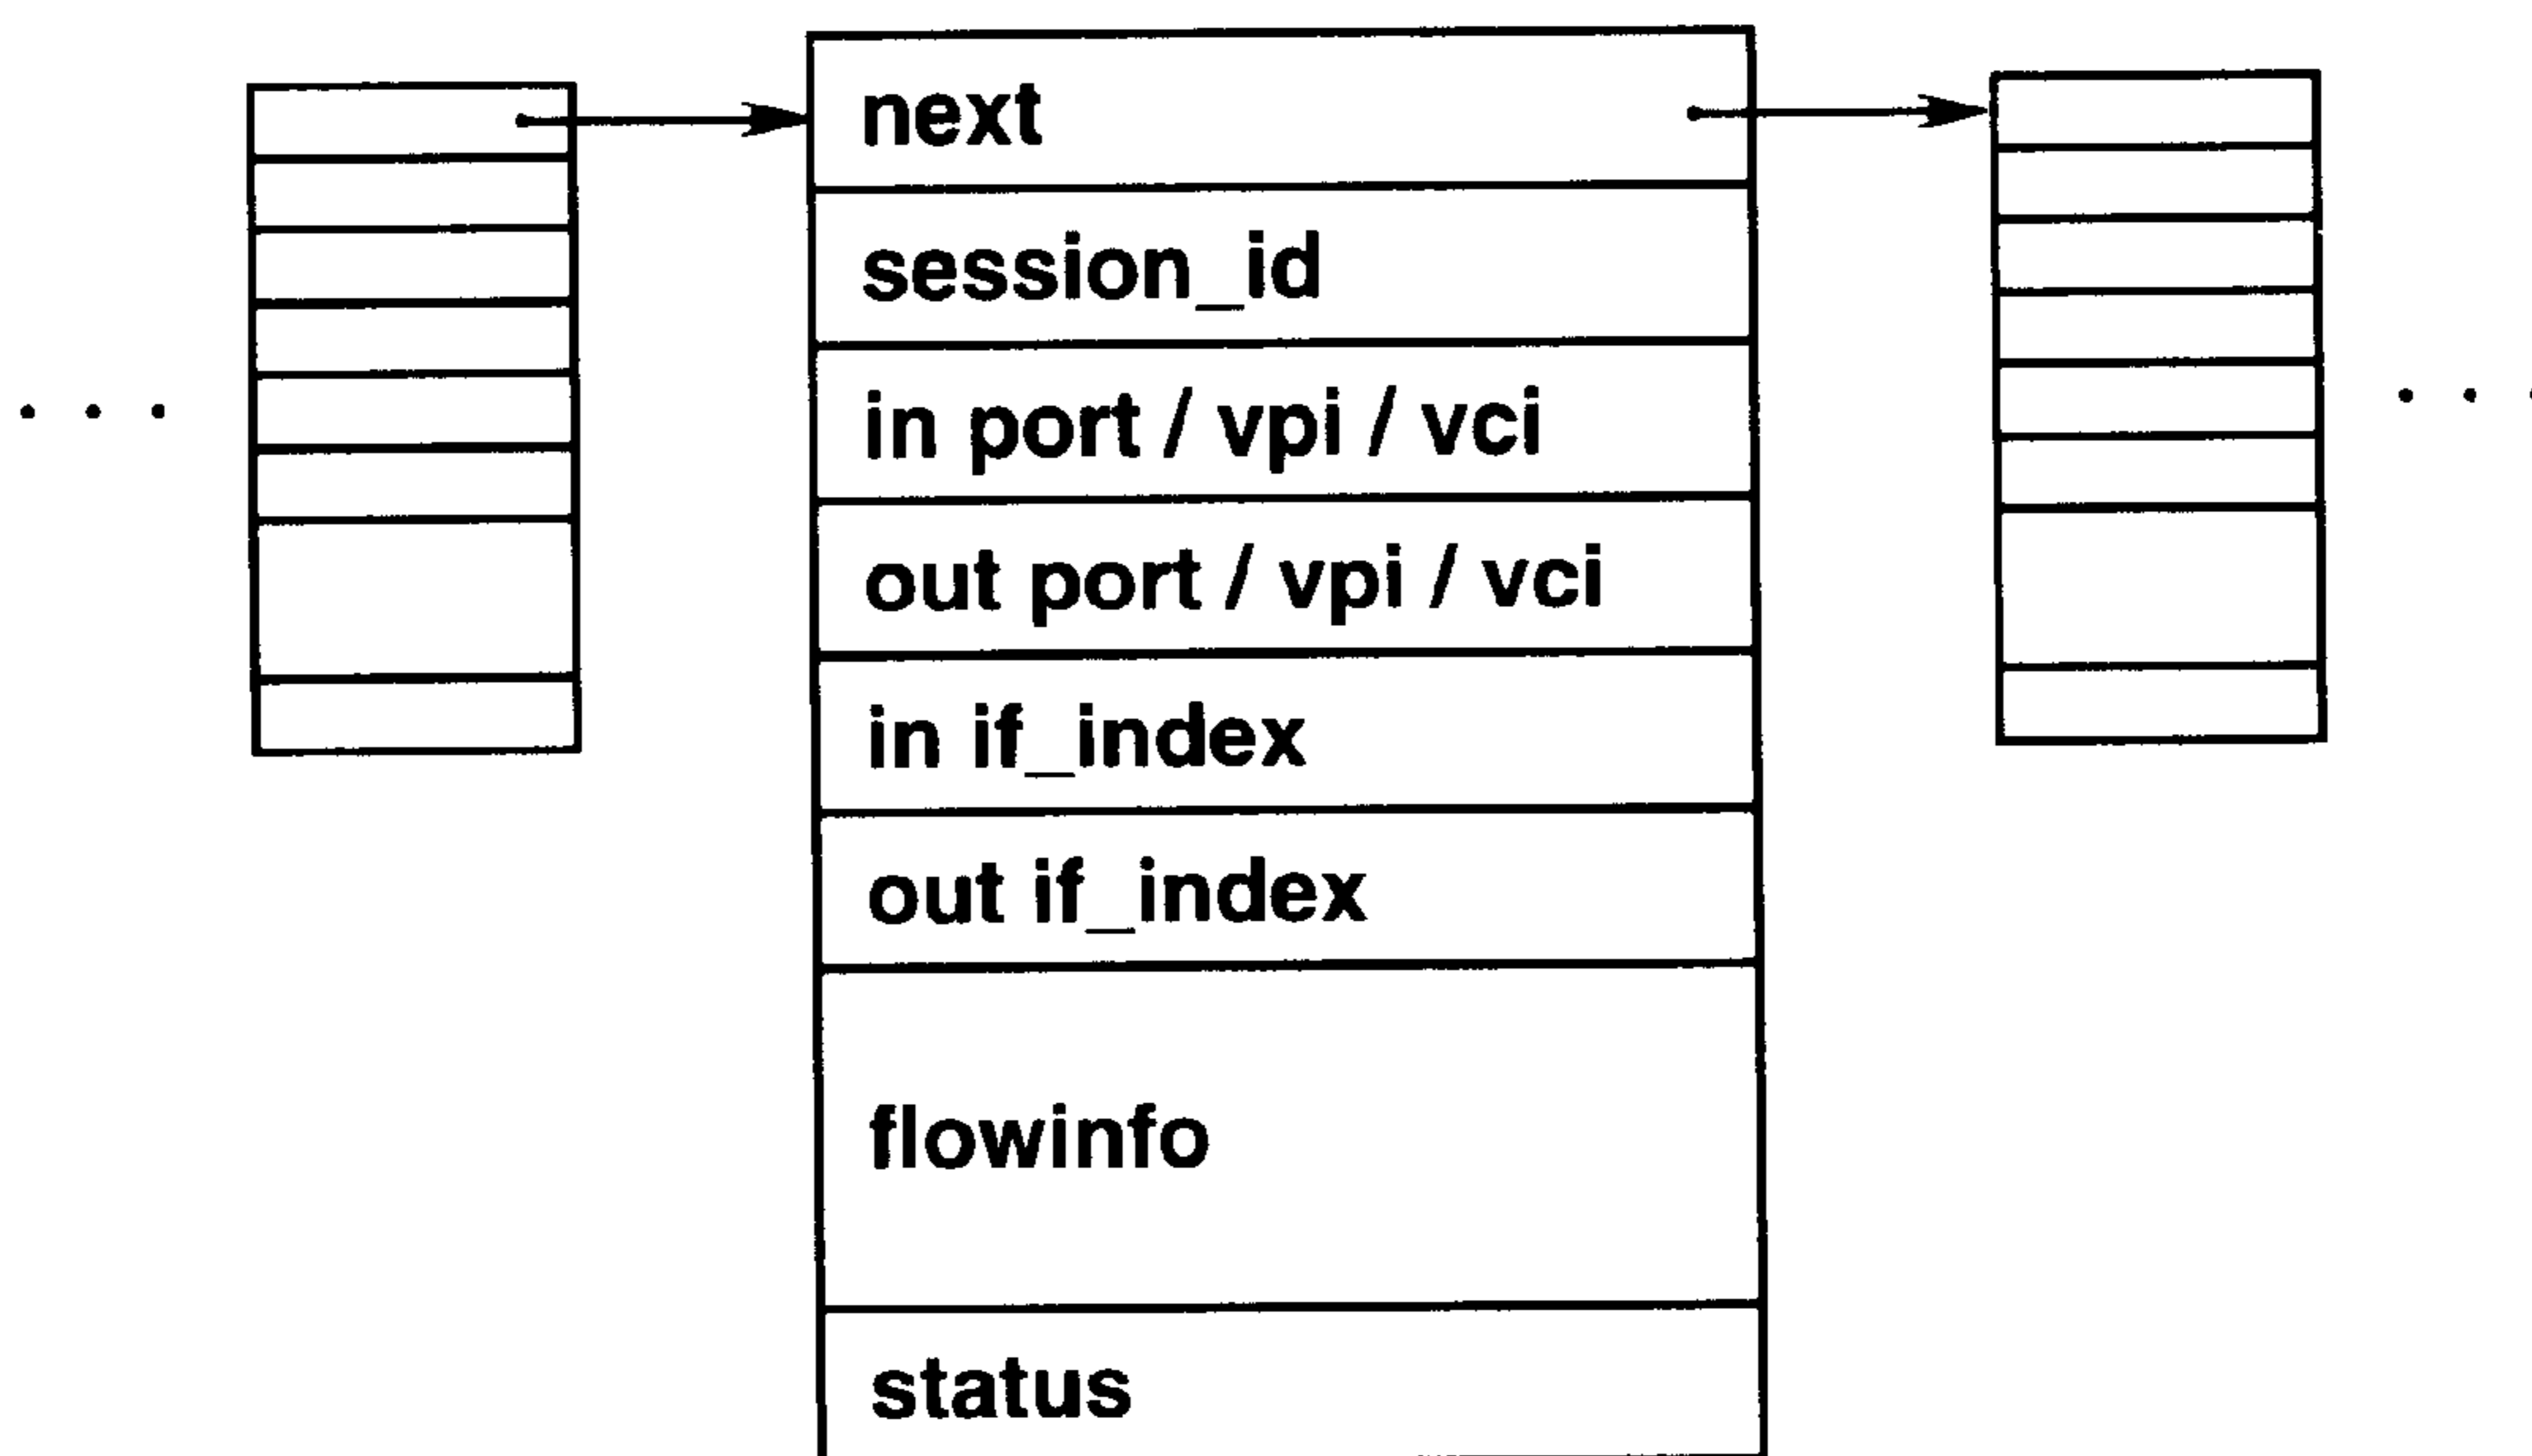 next
session_id
in port / vpi / vci
out port / vpi / vci
in if_index
out if_index
flowinfo
status